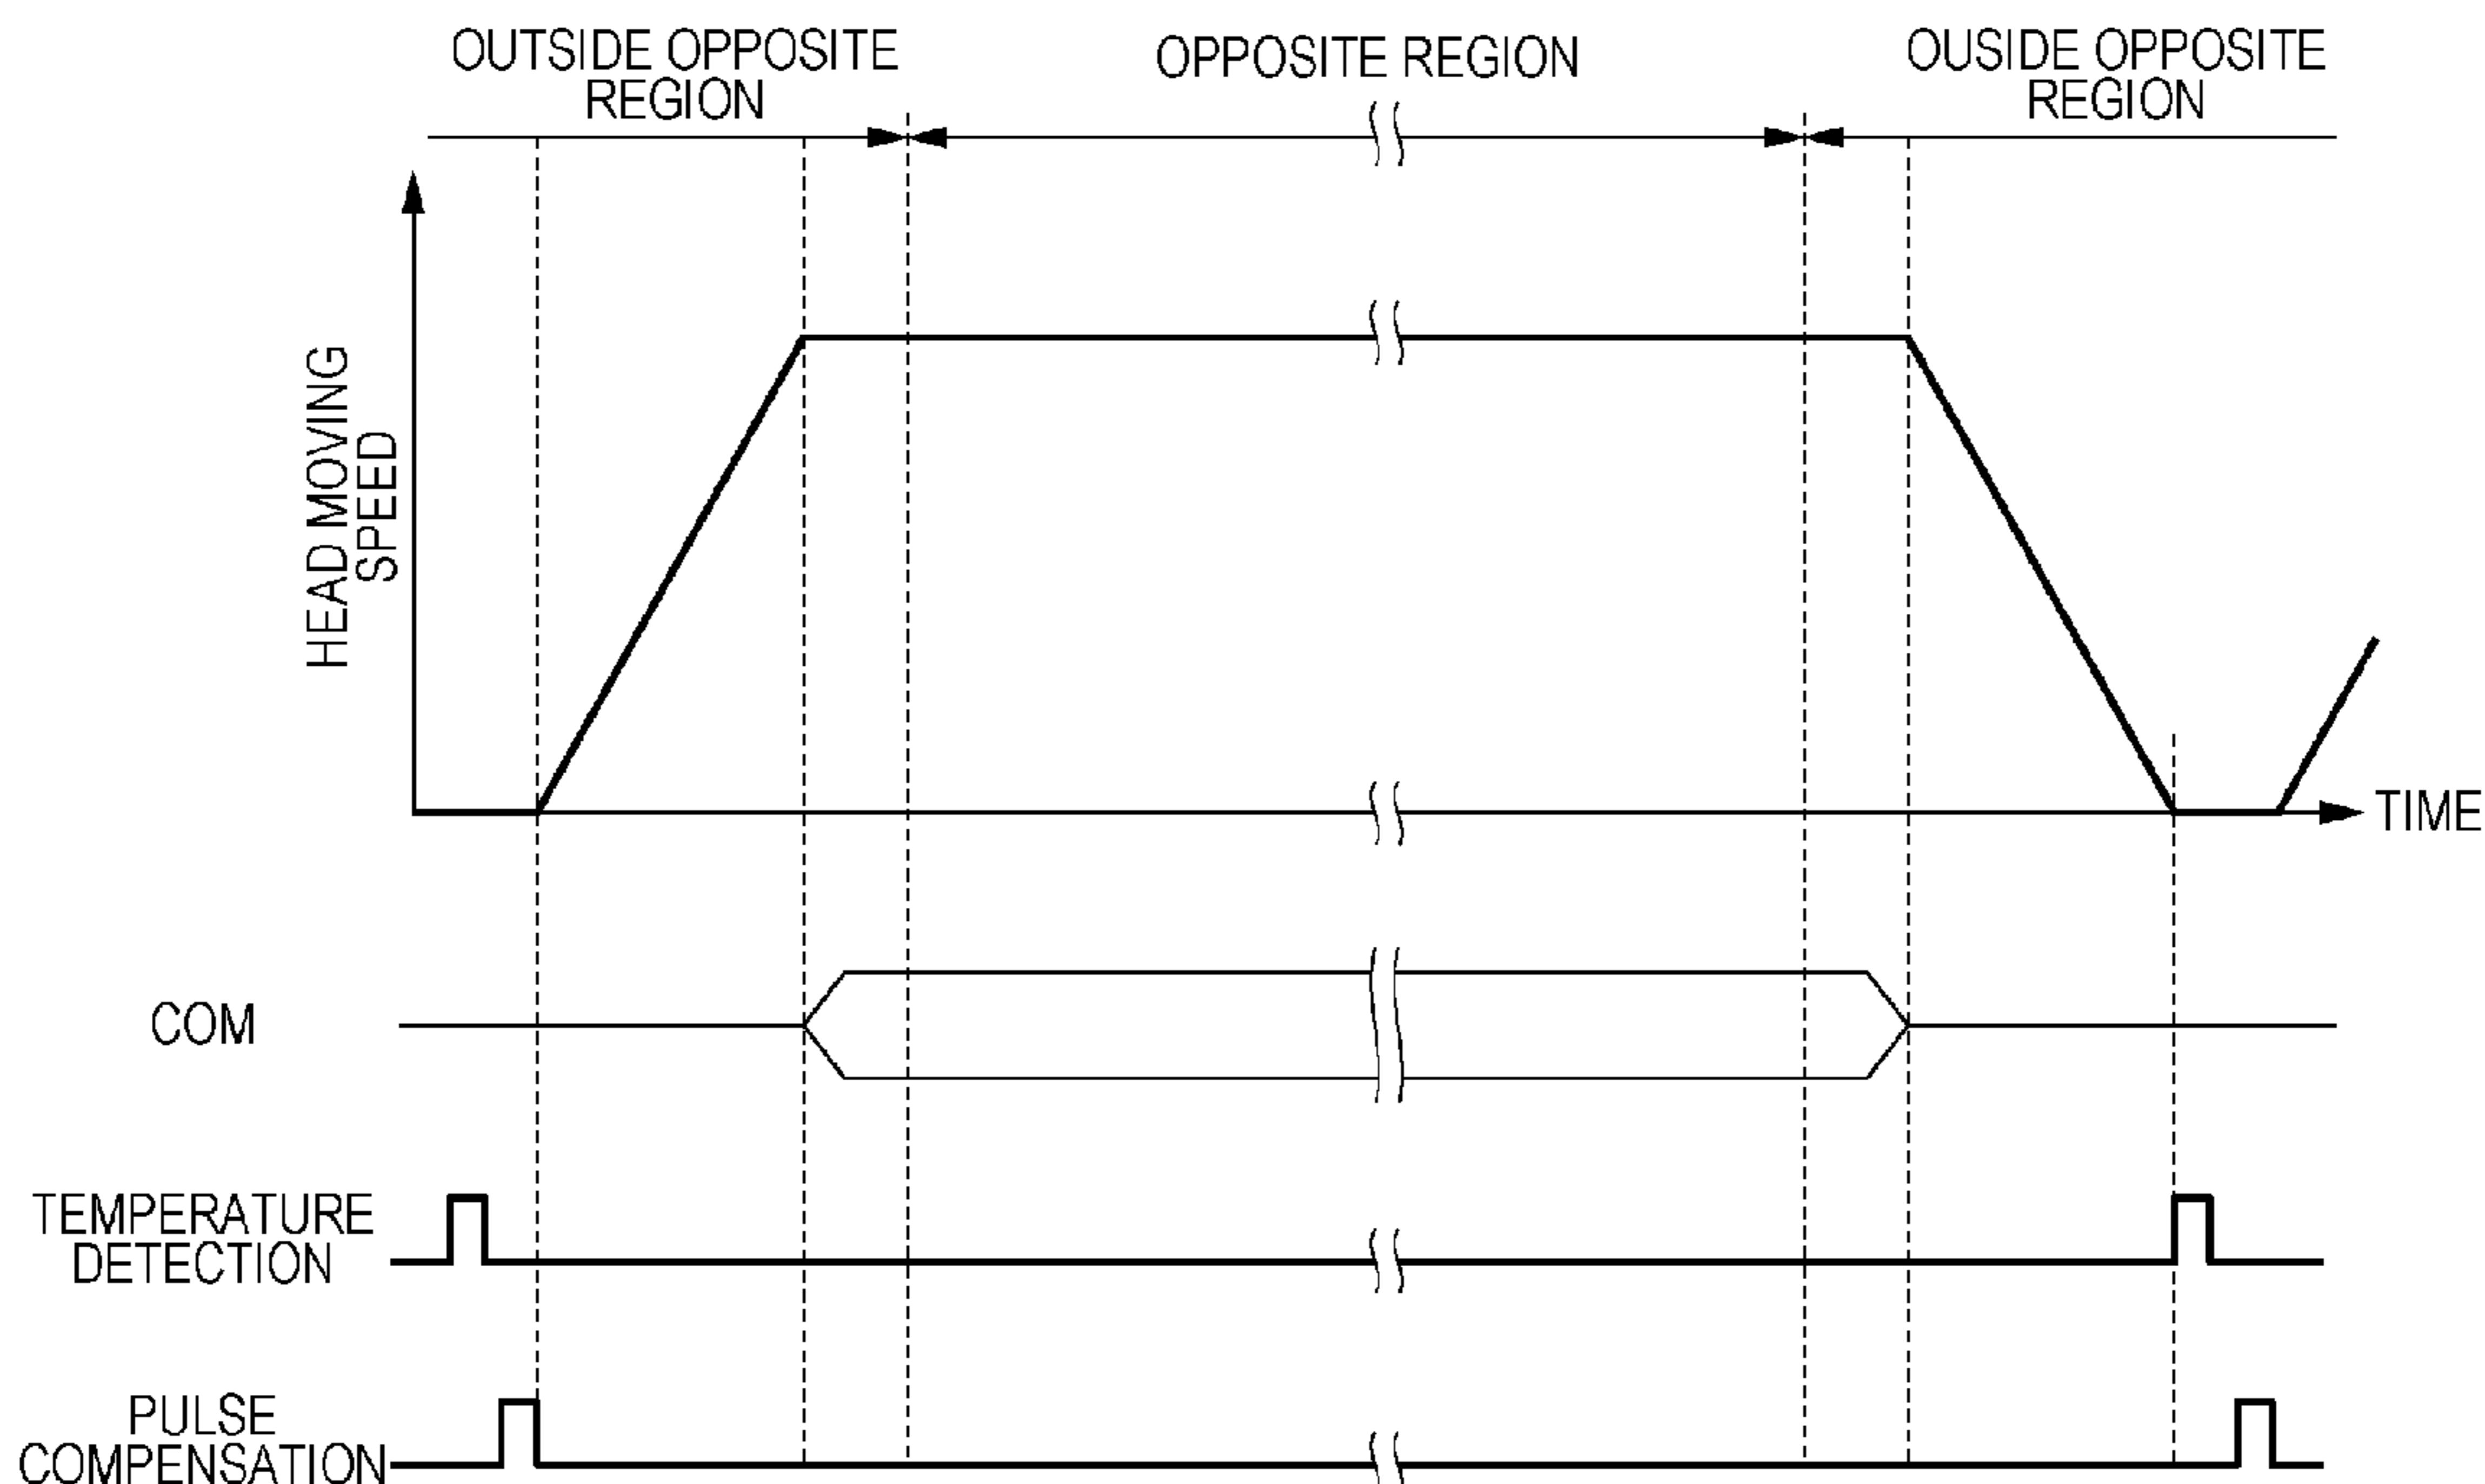 OUTSIDE OPPOSITE
REGION
OPPOSITE REGION
OUSIDE OPPOSITE
REGION
HEAD MOVING
SPEED
TIME
COM
TEMPERATURE
DETECTION
PULSE
COMPENSATION